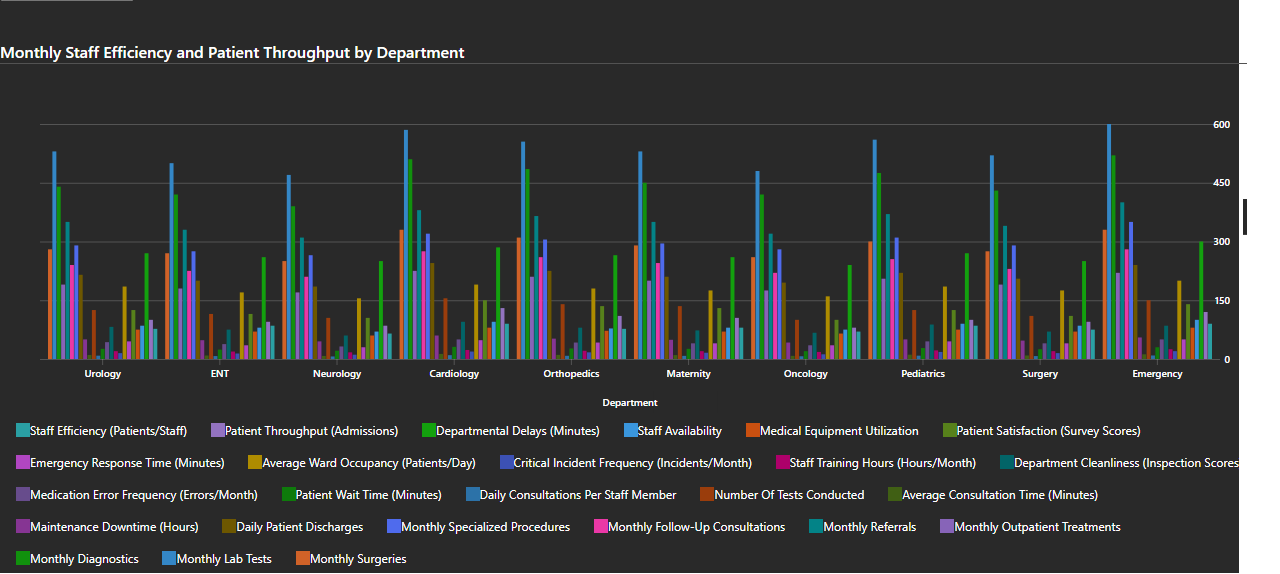 Monthly Staff Efficiency and Patient Throughput by Department
600
450
300
150
0
Urology ENT Neurology Cardiology Orthopedics Maternity Oncology Pediatrics Surgery Emergency
Department
Staff Efficiency (Patients/Staff) Patient Throughput (Admissions) Departmental Delays (Minutes) Staff Availability Medical Equipment Utilization Patient Satisfaction (Survey Scores)
Emergency Response Time (Minutes) Average Ward Occupancy (Patients/Day) Critical Incident Frequency (Incidents/Month) Staff Training Hours (Hours/Month) Department Cleanliness (Inspection Scores
Medication Error Frequency (Errors/Month) Patient Wait Time (Minutes) Daily Consultations Per Staff Member Number Of Tests Conducted Average Consultation Time (Minutes)
Maintenance Downtime (Hours) Daily Patient Discharges Monthly Specialized Procedures Monthly Follow-Up Consultations Monthly Referrals Monthly Outpatient Treatments
Monthly Diagnostics Monthly Lab Tests Monthly Surgeries